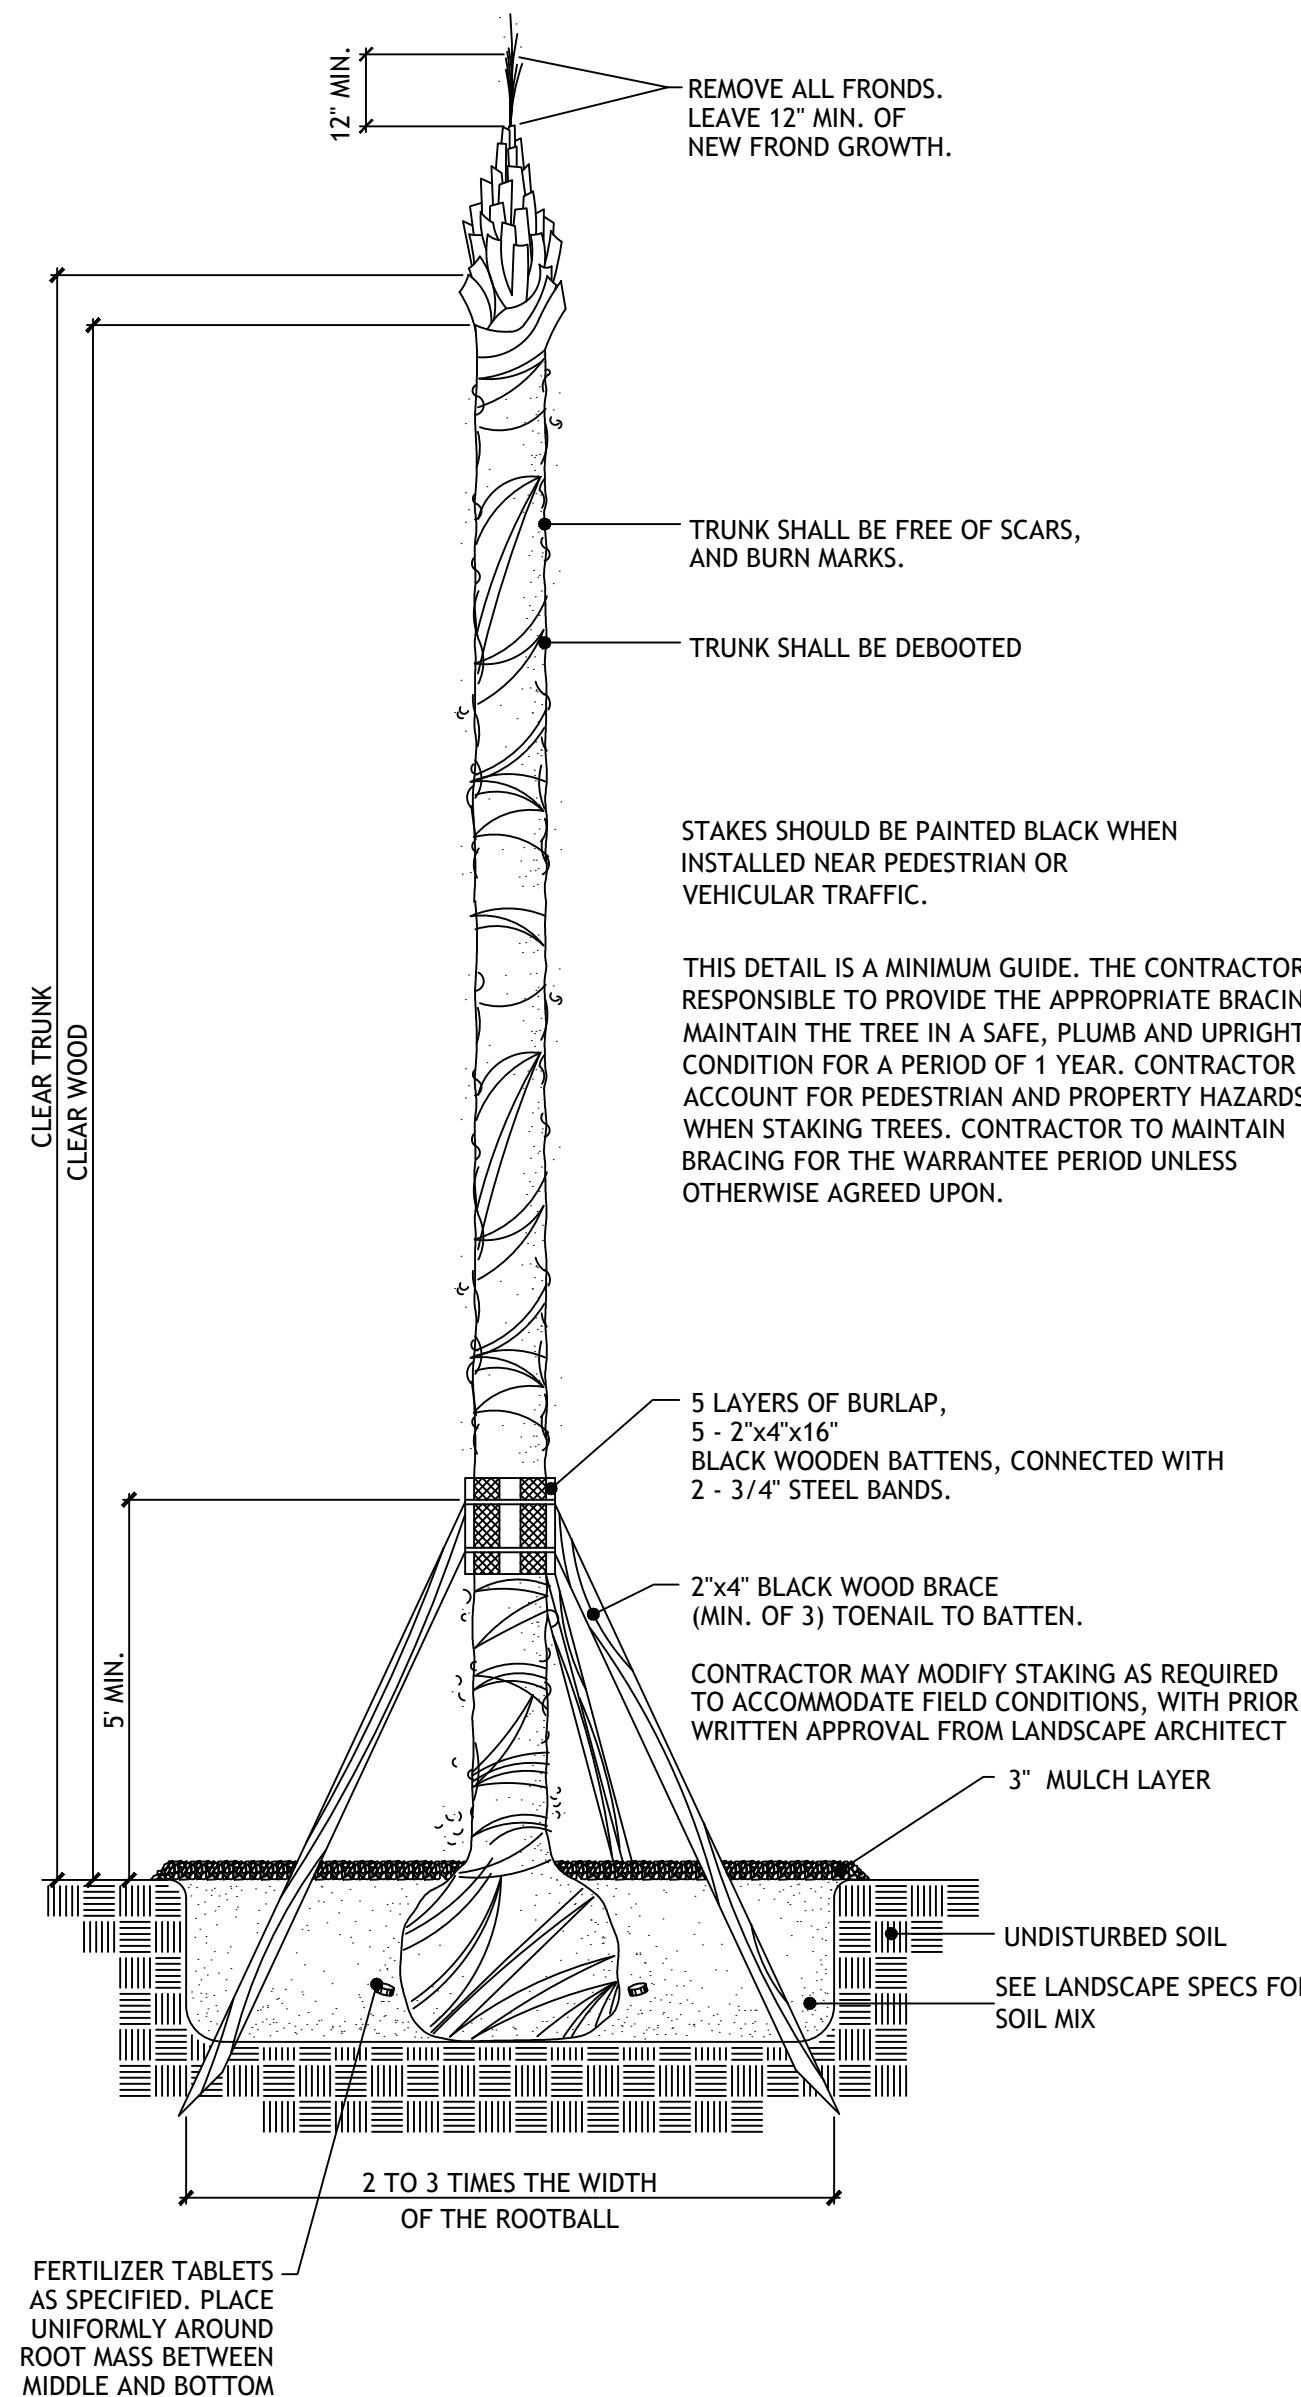 12" MIN.
REMOVE ALL FRONDS.
LEAVE 12" MIN. OF
NEW FROND GROWTH.
TRUNK SHALL BE FREE OF SCARS,
AND BURN MARKS.
TRUNK SHALL BE DEBOOTED
STAKES SHOULD BE PAINTED BLACK WHEN
INSTALLED NEAR PEDESTRIAN OR
VEHICULAR TRAFFIC.
THIS DETAIL IS A MINIMUM GUIDE. THE CONTRACTOR
RESPONSIBLE TO PROVIDE THE APPROPRIATE BRACIN
MAINTAIN THE TREE IN A SAFE, PLUMB AND UPRIGHT
CONDITION FOR A PERIOD OF 1 YEAR. CONTRACTOR
ACCOUNT FOR PEDESTRIAN AND PROPERTY HAZARDS
WHEN STAKING TREES. CONTRACTOR TO MAINTAIN
BRACING FOR THE WARRANTEE PERIOD UNLESS
OTHERWISE AGREED UPON.
CLEAR TRUNK
CLEAR WOOD
5 LAYERS OF BURLAP,
5 - 2"x4"x16"
BLACK WOODEN BATTENS, CONNECTED WITH
2 - 3/4" STEEL BANDS.
2"x4" BLACK WOOD BRACE
(MIN. OF 3) TOENAIL TO BATTEN.
5' MIN.
CONTRACTOR MAY MODIFY STAKING AS REQUIRED
TO ACCOMMODATE FIELD CONDITIONS, WITH PRIOR
WRITTEN APPROVAL FROM LANDSCAPE ARCHITECT
3" MULCH LAYER
UNDISTURBED SOIL
SEE LANDSCAPE SPECS FO
SOIL MIX
2 TO 3 TIMES THE WIDTH
OF THE ROOTBALL
FERTILIZER TABLETS
AS SPECIFIED. PLACE
UNIFORMLY AROUND
ROOT MASS BETWEEN
MIDDLE AND BOTTOM